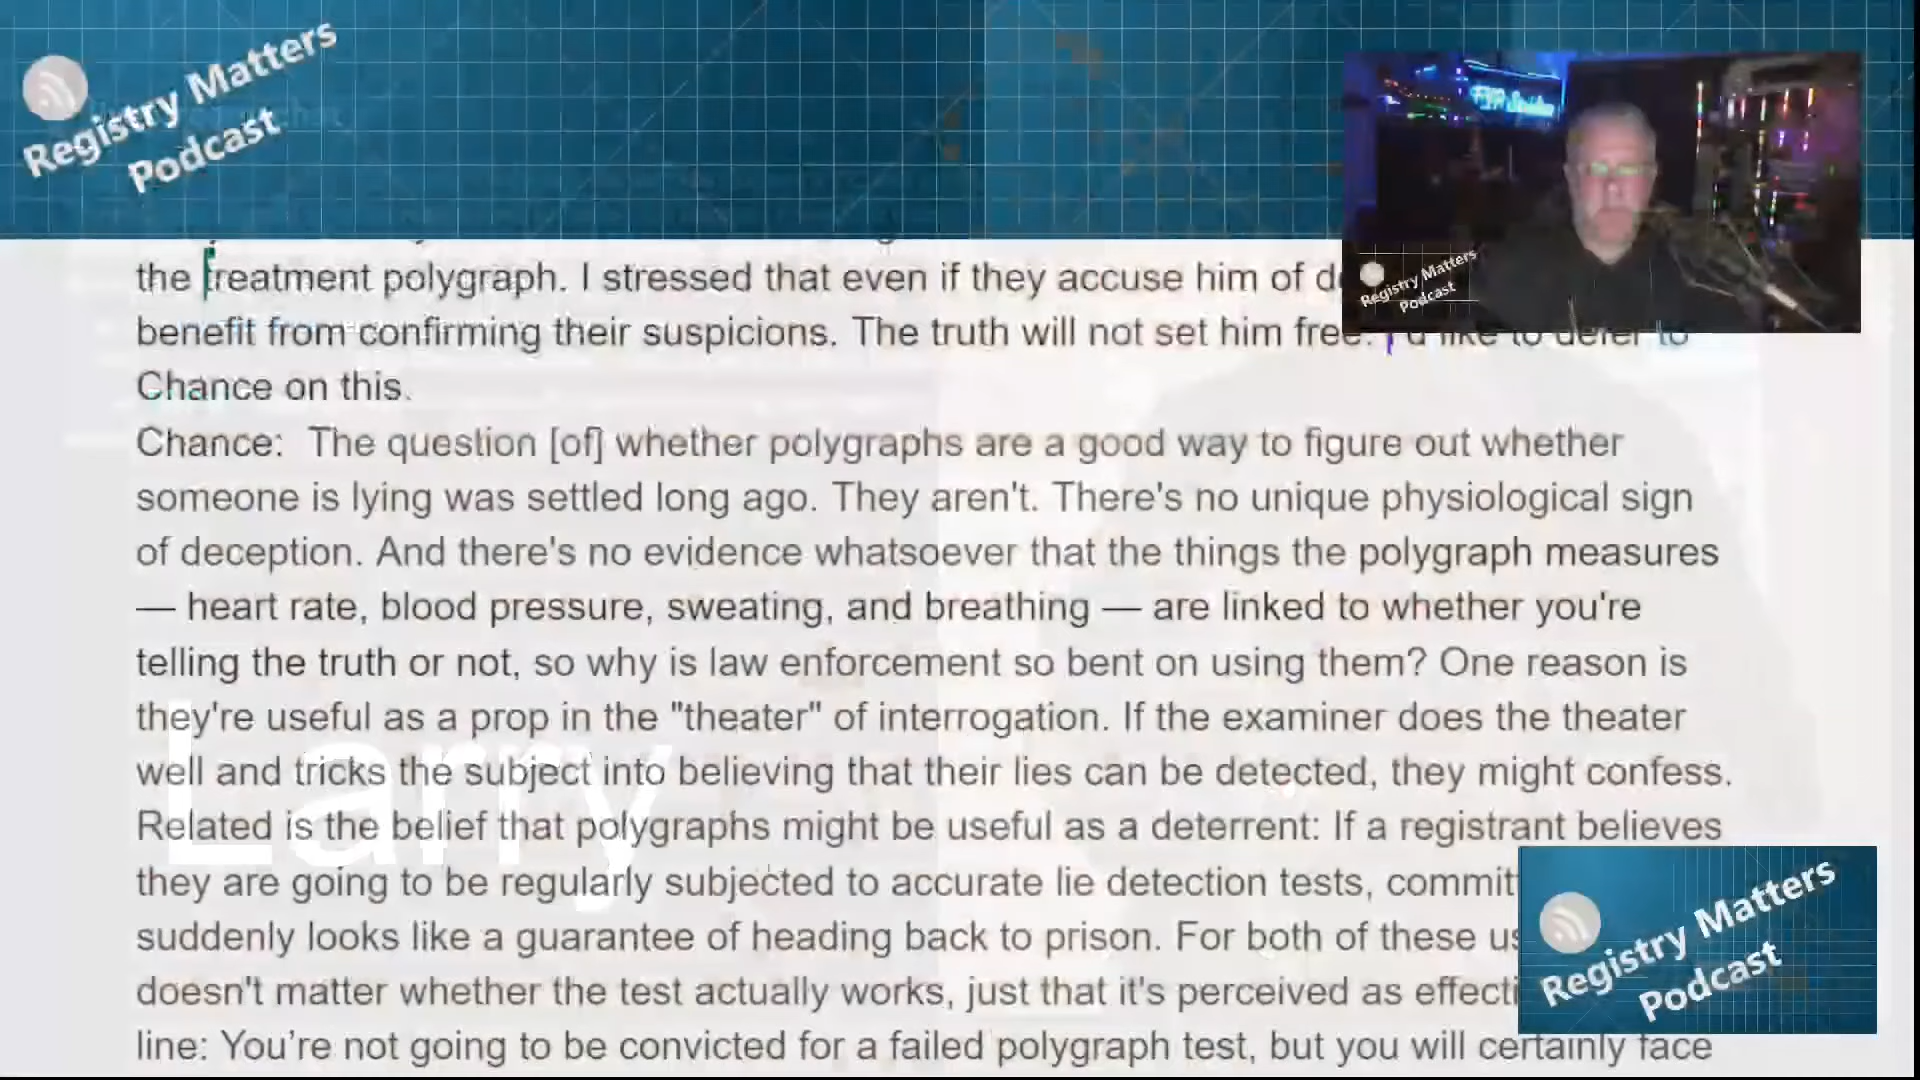 Registry Matters
Podcast
FYP Studios
the treatment polygraph. I stressed that even if they accuse him of
Registry Matters
Podcast
benefit from confirming their suspicions. The truth will not set him free. I'd like to defer to
Chance on this.
Chance: The question [of] whether polygraphs are a good way to figure out whether
someone is lying was settled long ago. They aren't. There's no unique physiological sign
of deception. And there's no evidence whatsoever that the things the polygraph measures
— heart rate, blood pressure, sweating, and breathing — are linked to whether you're
telling the truth or not, so why is law enforcement so bent on using them? One reason is
they're useful as a prop in the "theater" of interrogation. If the examiner does the theater
well and tricks the subject into believing that their lies can be detected, they might confess.
Larry
Related is the belief that polygraphs might be useful as a deterrent: If a registrant believes
they are going to be regularly subjected to accurate lie detection tests,
suddenly looks like a guarantee of heading back to prison. For both of these
doesn't matter whether the test actually works, just that it's perceived as
line: You’re not going to be convicted for a failed polygraph test, but you will certainly face
Registry Matters
Podcast